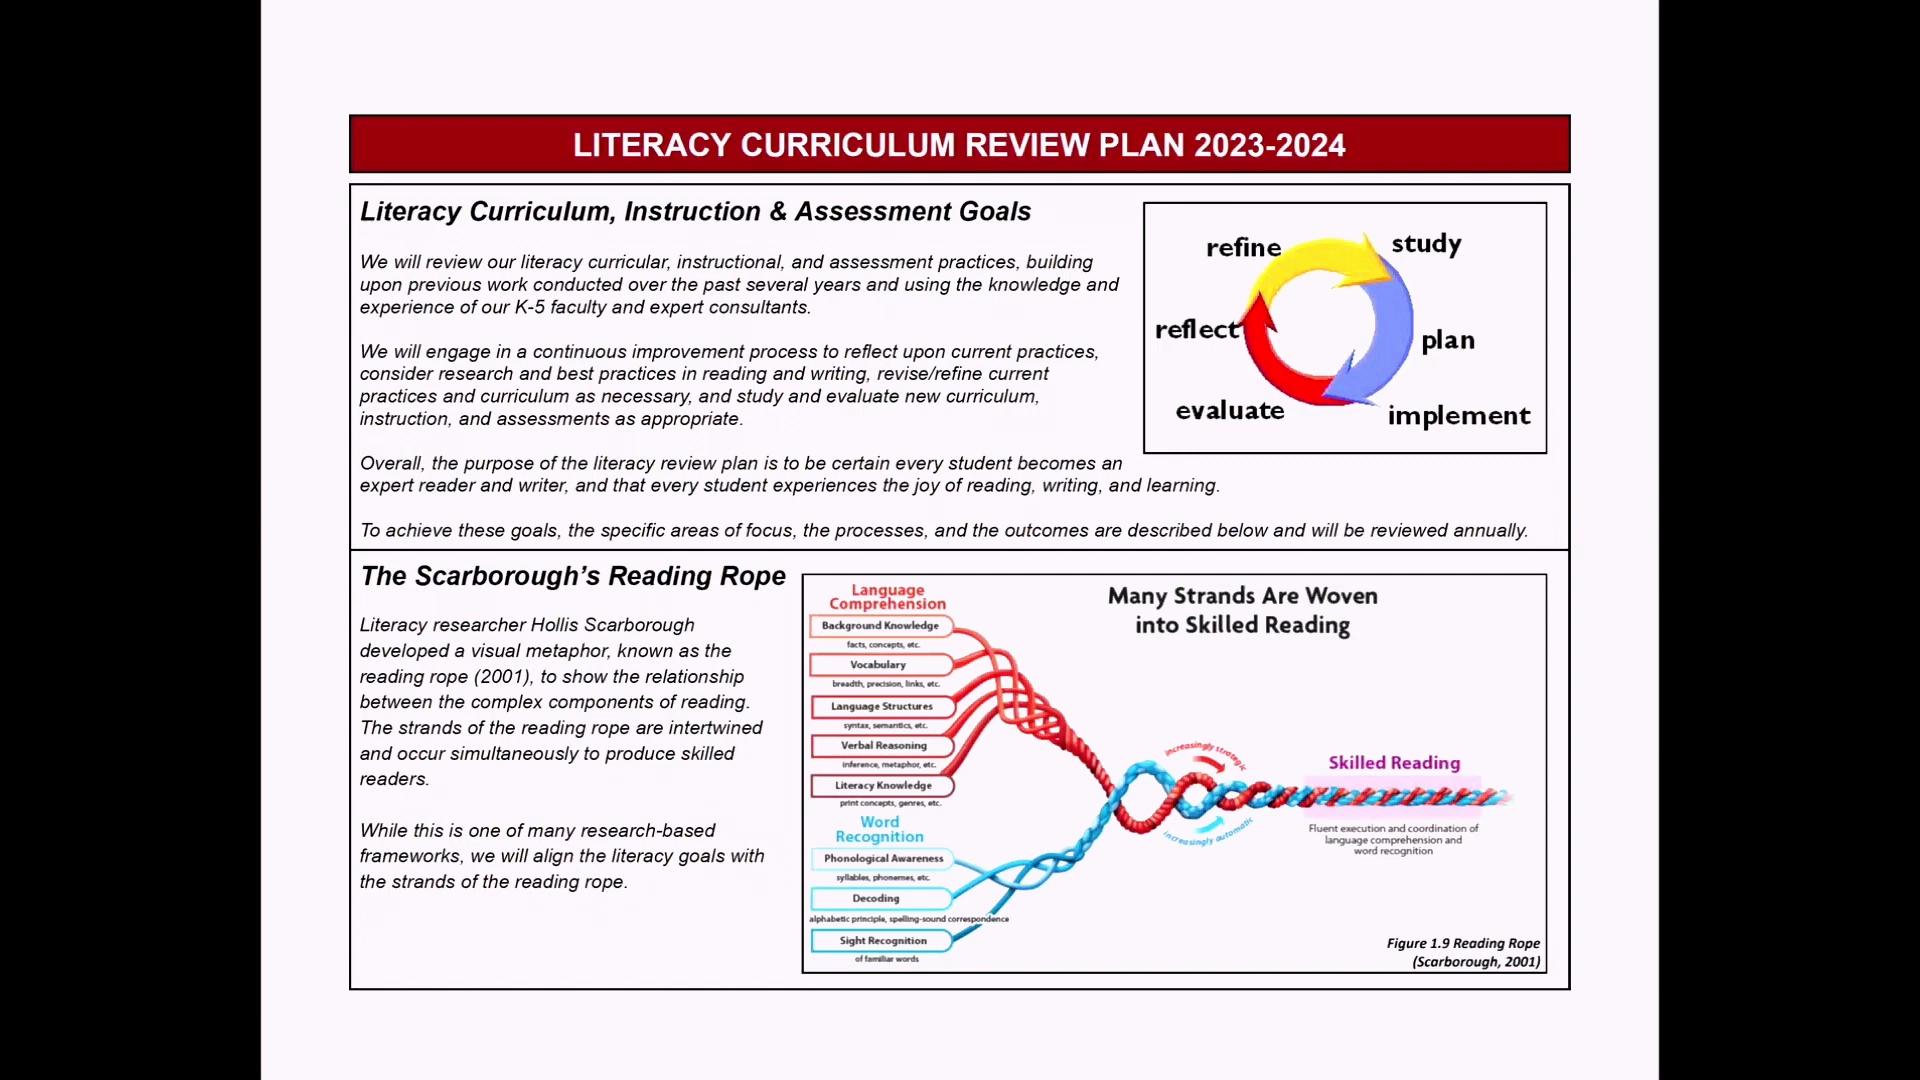 LITERACY CURRICULUM REVIEW PLAN 2023-2024
Literacy Curriculum, Instruction & Assessment Goals
We will review our literacy curricular, instructional, and assessment practices, building
upon previous work conducted over the past several years and using the knowledge and
experience of our K-5 faculty and expert consultants.
We will engage in a continuous improvement process to reflect upon current practices,
consider research and best practices in reading and writing, revise/refine current
practices and curriculum as necessary, and study and evaluate new curriculum,
instruction, and assessments as appropriate.
Overall, the purpose of the literacy review plan is to be certain every student becomes an
expert reader and writer, and that every student experiences the joy of reading, writing, and learning.
To achieve these goals, the specific areas of focus, the processes, and the outcomes are described below and will be reviewed annually.
refine
study
reflect
plan
evaluate
implement
The Scarborough’s Reading Rope
Literacy researcher Hollis Scarborough
developed a visual metaphor, known as the
reading rope (2001), to show the relationship
between the complex components of reading.
The strands of the reading rope are intertwined
and occur simultaneously to produce skilled
readers.
While this is one of many research-based
frameworks, we will align the literacy goals with
the strands of the reading rope.
Many Strands Are Woven
into Skilled Reading
Language
Comprehension
Background Knowledge
facts, concepts, etc.
Vocabulary
breadth, precision, links, etc.
Language Structures
syntax, semantics, etc.
Verbal Reasoning
inference, metaphor, etc.
Literacy Knowledge
print concepts, genres, etc.
Word
Recognition
Phonological Awareness
syllables, phonemes, etc.
Decoding
alphabetic principle, spelling-sound correspondence
Sight Recognition
of familiar words
increasingly strategic
increasingly automatic
Skilled Reading
Fluent execution and coordination of
language comprehension and
word recognition
Figure 1.9 Reading Rope
(Scarborough, 2001)